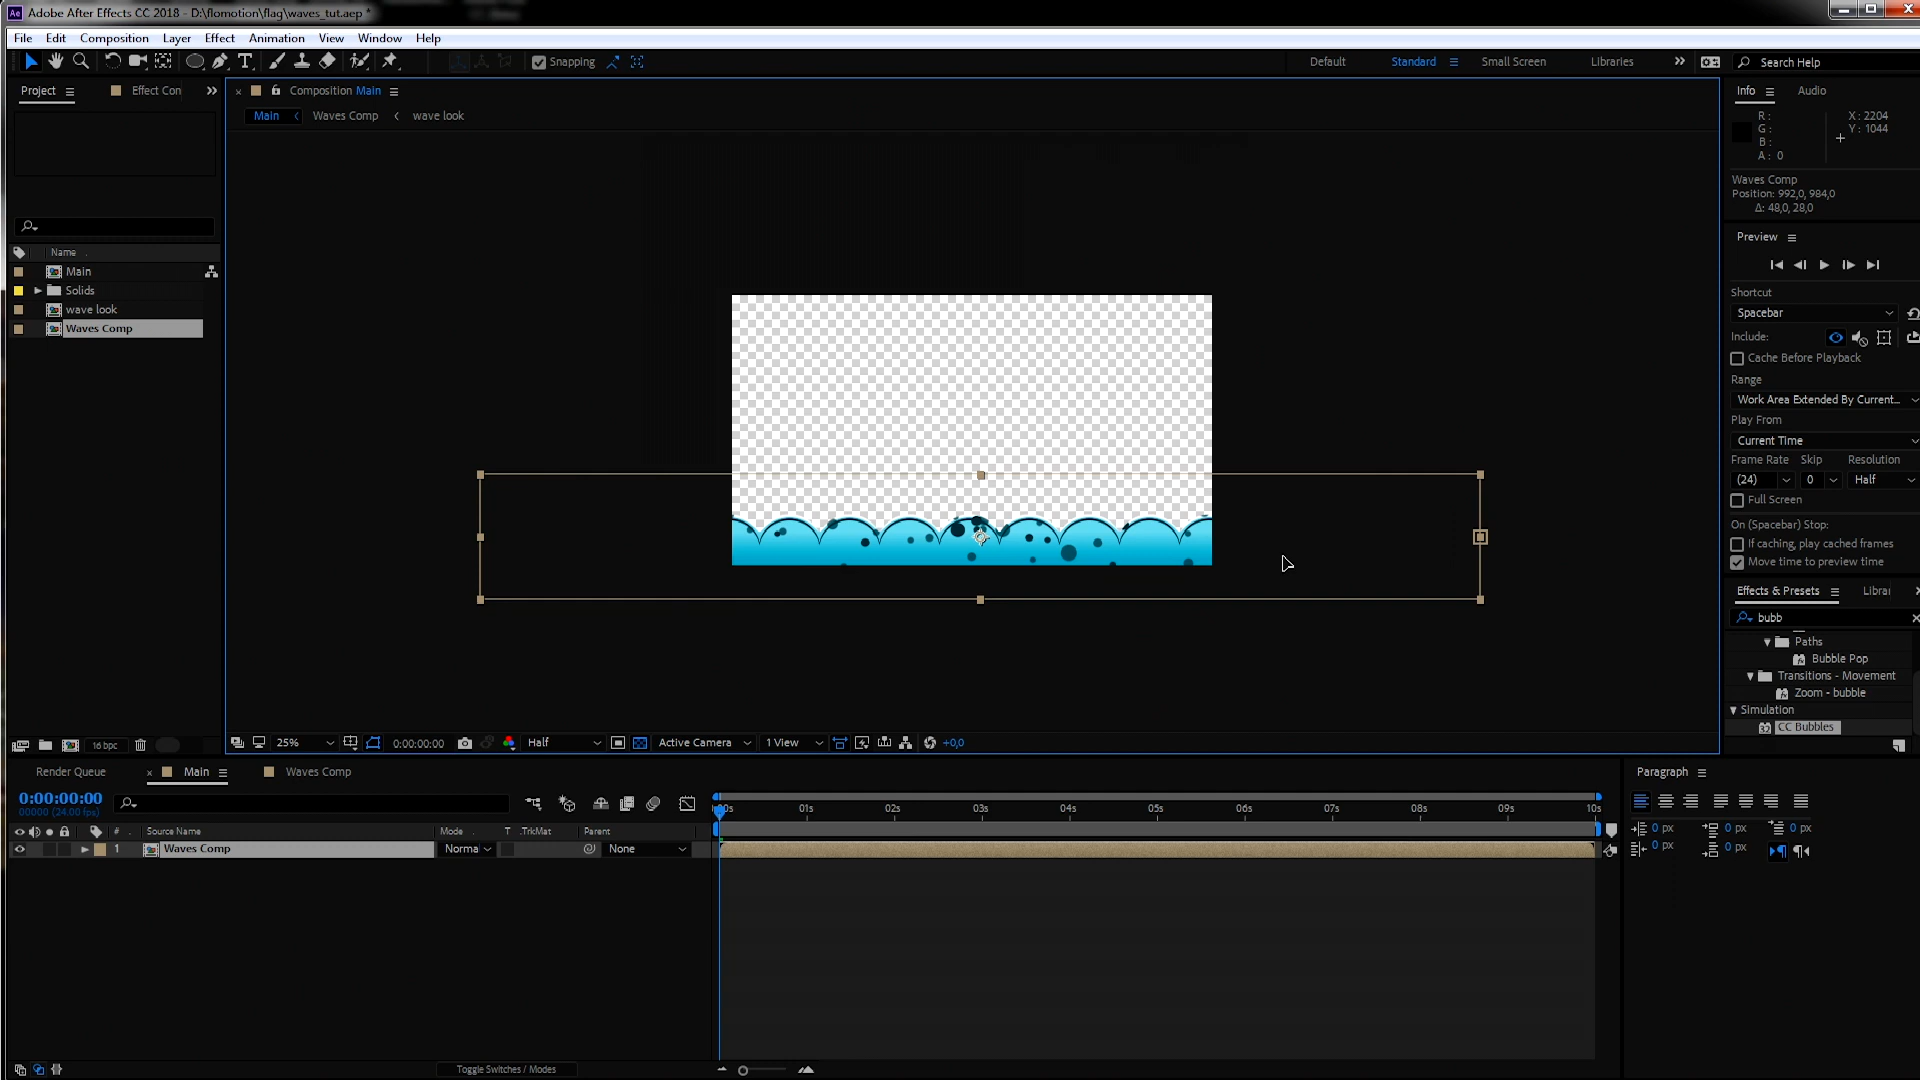 Adobe After Effects CC 2018 - D:\flomotion\flag\waves_tut.aep *
File Edit Composition Layer Effect Animation View Window Help
Snapping Default Standard Small Screen Libraries Search Help
Project Effect Con
Composition Main
Info Audio
Main Waves Comp wave look
R :
G :
B :
A : 0
X : 2204
Y : 1044
Waves Comp
Position: 992,0, 984,0
Δ: 48,0, 28,0
Preview
Name
Main
Solids
wave look
Waves Comp
Shortcut
Spacebar
Include:
Cache Before Playback
Range
Work Area Extended By Current...
Play From
Current Time
Frame Rate Skip Resolution
(24) 0 Half
Full Screen
On (Spacebar) Stop:
If caching, play cached frames
Move time to preview time
Effects & Presets Librai
bubb
Paths
Bubble Pop
Transitions - Movement
Zoom - bubble
Simulation
CC Bubbles
16 bpc
25% 0:00:00:00 Half Active Camera 1 View +0,0
Render Queue Main Waves Comp
Paragraph
0:00:00:00
00000 (24.00 fps)
00s 01s 02s 03s 04s 05s 06s 07s 08s 09s 10s
# Source Name Mode T .TrkMat Parent
1 Waves Comp Norma None
0 px 0 px 0 px
0 px 0 px
Toggle Switches / Modes